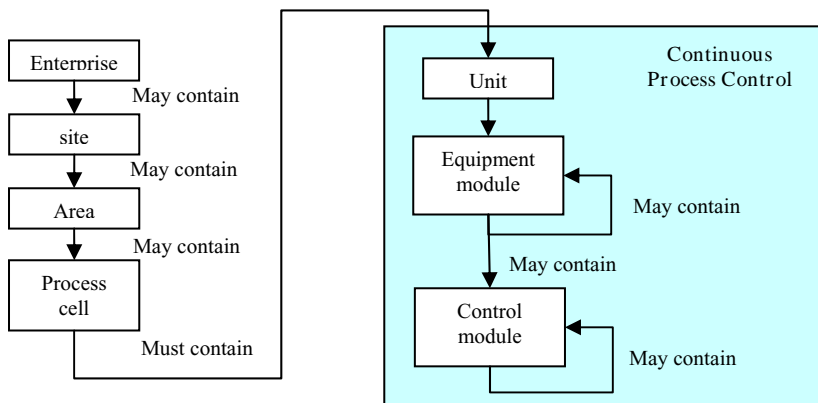 Enterprise
May contain
site
May contain
Area
May contain
Process
cell
Must contain
Continuous
Process Control
Unit
Equipment
module
May contain
May contain
Control
module
May contain